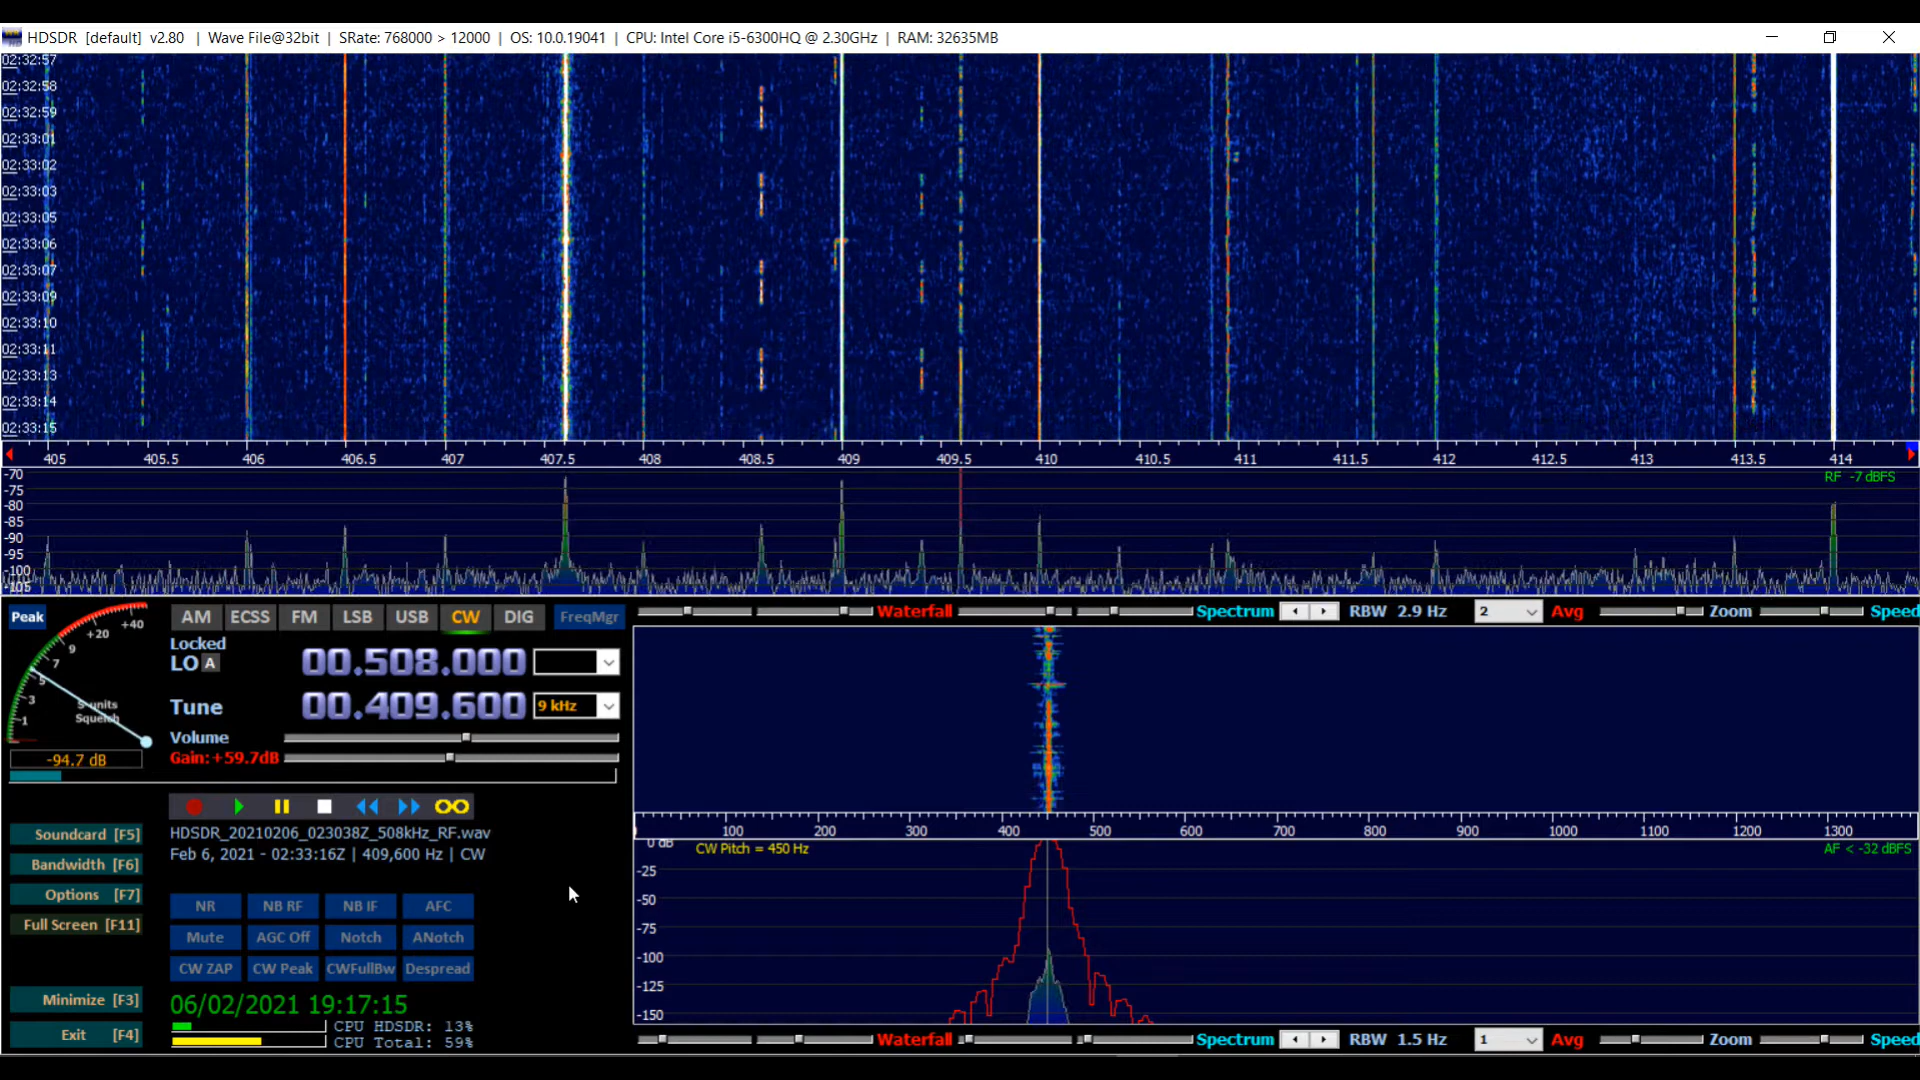 HDSDR [default] v2.80 | Wave File@32bit | SRate: 768000 > 12000 | OS: 10.0.19041 | CPU: Intel Core i5-6300HQ @ 2.30GHz | RAM: 32635MB
02:32:57
02:32:58
02:32:59
02:33:01
02:33:02
02:33:03
02:33:05
02:33:06
02:33:07
02:33:09
02:33:10
02:33:11
02:33:13
02:33:14
02:33:15
405 405.5 406 406.5 407 407.5 408 408.5 409 409.5 410 410.5 411 411.5 412 412.5 413 413.5 414
RF -7 dBFS
-70
-75
-80
-85
-90
-95
-100
-105
Peak
1 3 5 7 9 +20 +40
S-units
Squelch
-94.7 dB
AM ECSS FM LSB USB CW DIG FreqMgr
Locked
LO A 00.508.000
Tune 00.409.600 9 kHz
Volume
Gain: +59.7dB
HDSDR_20210206_023038Z_508kHz_RF.wav
Feb 6, 2021 - 02:33:16Z | 409,600 Hz | CW
Soundcard [F5]
Bandwidth [F6]
Options [F7]
Full Screen [F11]
Minimize [F3]
Exit [F4]
NR NB RF NB IF AFC
Mute AGC Off Notch ANotch
CW ZAP CW Peak CWFullBw Despread
06/02/2021 19:17:15
CPU HDSDR: 13%
CPU Total: 59%
Waterfall Spectrum RBW 2.9 Hz 2 Avg Zoom Speed
100 200 300 400 500 600 700 800 900 1000 1100 1200 1300
0 dB CW Pitch = 450 Hz AF < -32 dBFS
-25
-50
-75
-100
-125
-150
Waterfall Spectrum RBW 1.5 Hz 1 Avg Zoom Speed